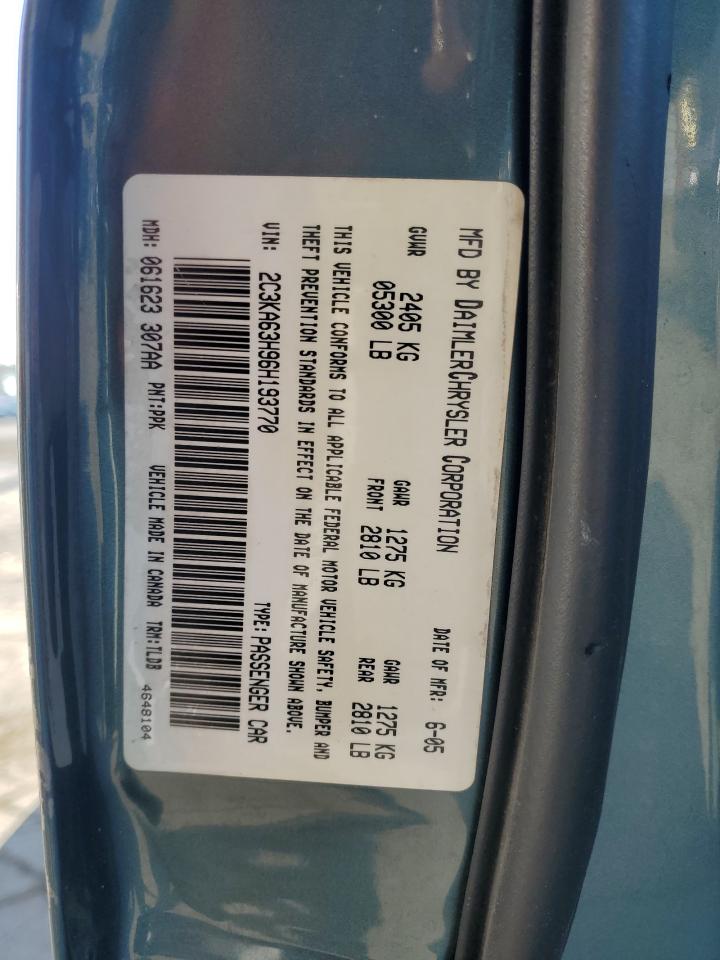 MFD BY DAIMLERCHRYSLER CORPORATION DATE OF MFR: 6-05
GVWR 2405 KG GAWR 1275 KG GAWR 1275 KG
05300 LB FRONT 2810 LB REAR 2810 LB
THIS VEHICLE CONFORMS TO ALL APPLICABLE FEDERAL MOTOR VEHICLE SAFETY, BUMPER AND
THEFT PREVENTION STANDARDS IN EFFECT ON THE DATE OF MANUFACTURE SHOWN ABOVE.
VIN: 2C3KA63H96H193770 TYPE: PASSENGER CAR
MDH: 061623 307AA PNT:PPK VEHICLE MADE IN CANADA TRM:TLDB 4648104